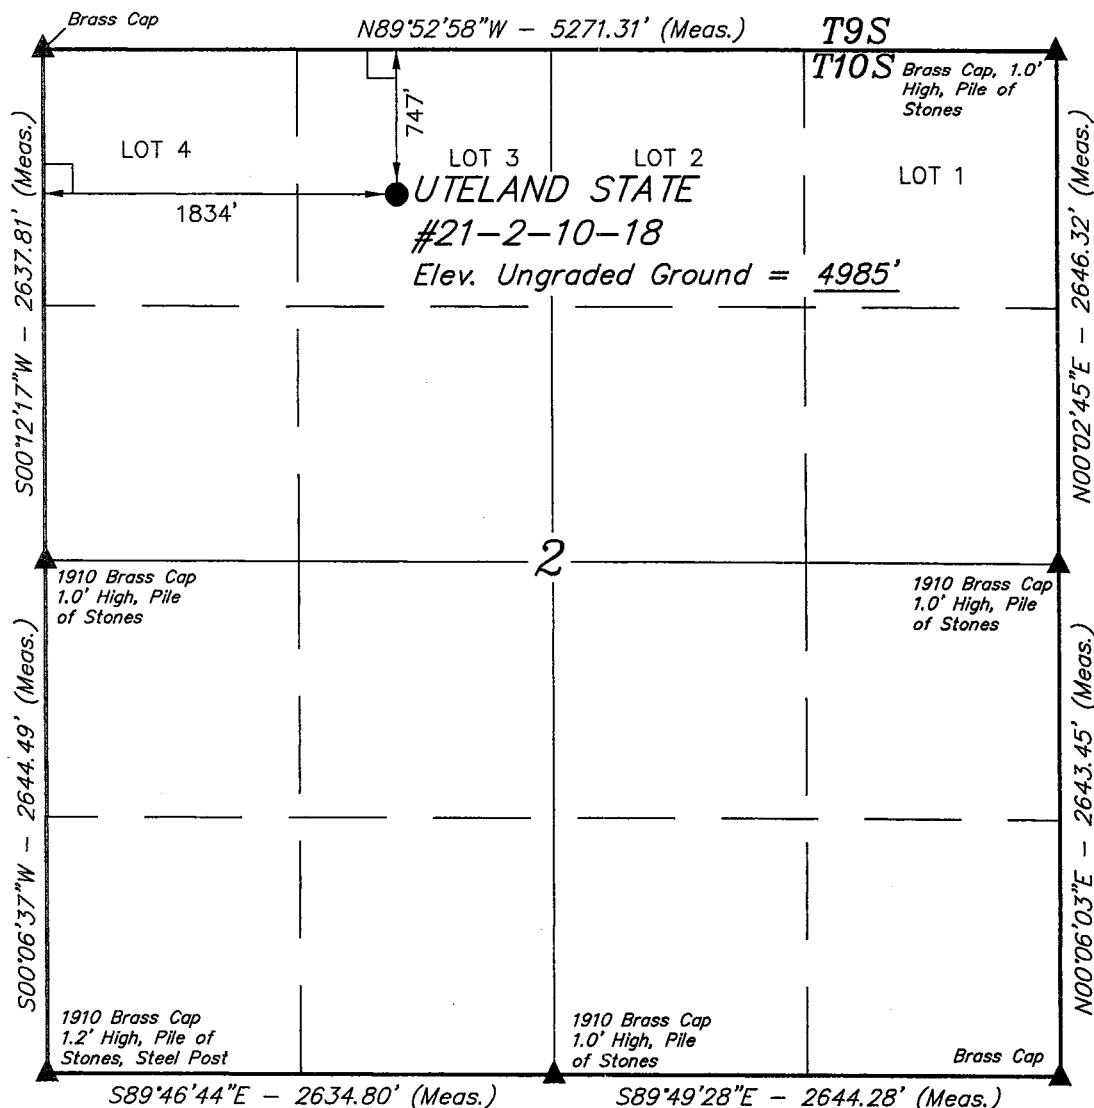 Brass Cap
N89°52'58"W - 5271.31' (Meas.)
T9S
T10S
Brass Cap, 1.0'
High, Pile of
Stones
747'
LOT 4
LOT 3
LOT 2
LOT 1
1834'
UTELAND STATE
#21-2-10-18
Elev. Ungraded Ground = 4985'
S00°12'17"W - 2637.81' (Meas.)
N00°02'45"E - 2646.32' (Meas.)
2
1910 Brass Cap
1.0' High, Pile
of Stones
1910 Brass Cap
1.0' High, Pile
of Stones
S00°06'37"W - 2644.49' (Meas.)
N00°06'03"E - 2643.45' (Meas.)
1910 Brass Cap
1.2' High, Pile of
Stones, Steel Post
1910 Brass Cap
1.0' High, Pile
of Stones
Brass Cap
S89°46'44"E - 2634.80' (Meas.)
S89°49'28"E - 2644.28' (Meas.)